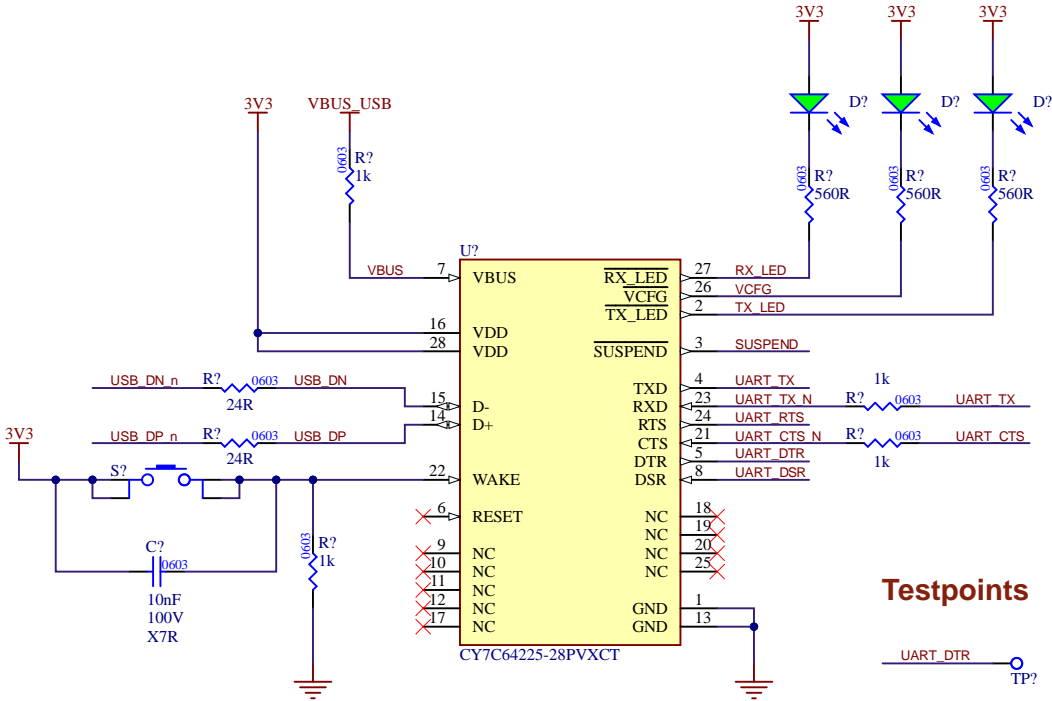 3V3 3V3 3V3
3V3 VBUS_USB
D? D? D?
0603 R? 1k
0603 R? 560R
0603 R? 560R
0603 R? 560R
U?
VBUS 7 VBUS
RX_LED 27 RX_LED
VCFG 26 VCFG
TX_LED 2 TX_LED
16 VDD
28 VDD
SUSPEND 3 SUSPEND
USB_DN_n R? 0603 USB_DN
24R
15 D-
14 D+
USB_DP_n R? 0603 USB_DP
24R
TXD 4 UART_TX
1k
RXD 23 UART_TX_N R? 0603 UART_TX
RTS 24 UART_RTS
CTS 21 UART_CTS_N R? 0603 UART_CTS
1k
DTR 5 UART_DTR
DSR 8 UART_DSR
3V3
S?
22 WAKE
6 RESET
C?
0603
10nF
100V
X7R
0603 R? 1k
9 NC
10 NC
11 NC
12 NC
17 NC
NC 18
NC 19
NC 20
NC 25
GND 1
GND 13
CY7C64225-28PVXCT
Testpoints
UART_DTR
TP?